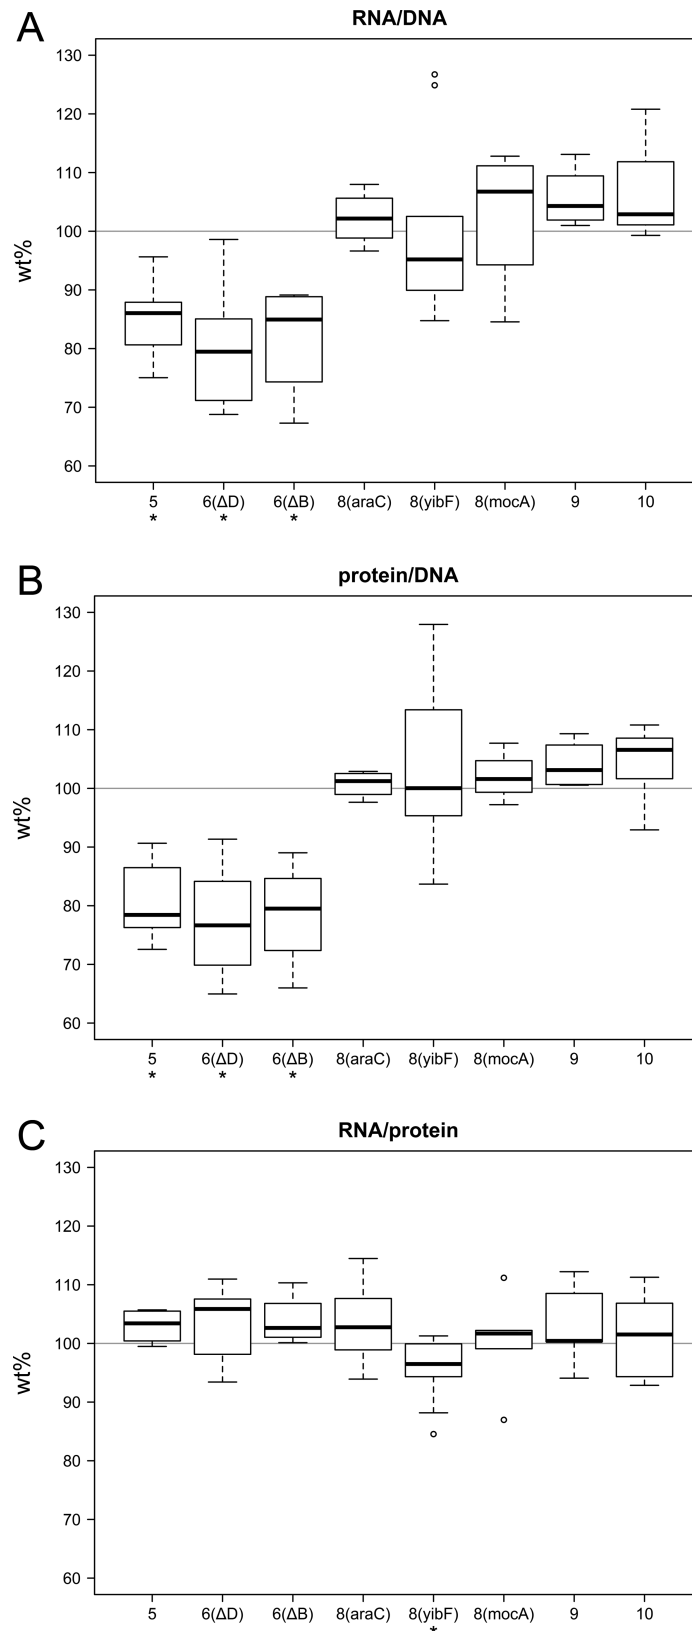 A
RNA/DNA
130
120
110
100
90
80
70
60
wt%
5 6(ΔD) 6(ΔB) 8(araC) 8(yibF) 8(mocA) 9 10
* * *
B
protein/DNA
130
120
110
100
90
80
70
60
wt%
5 6(ΔD) 6(ΔB) 8(araC) 8(yibF) 8(mocA) 9 10
* * *
C
RNA/protein
130
120
110
100
90
80
70
60
wt%
5 6(ΔD) 6(ΔB) 8(araC) 8(yibF) 8(mocA) 9 10
*